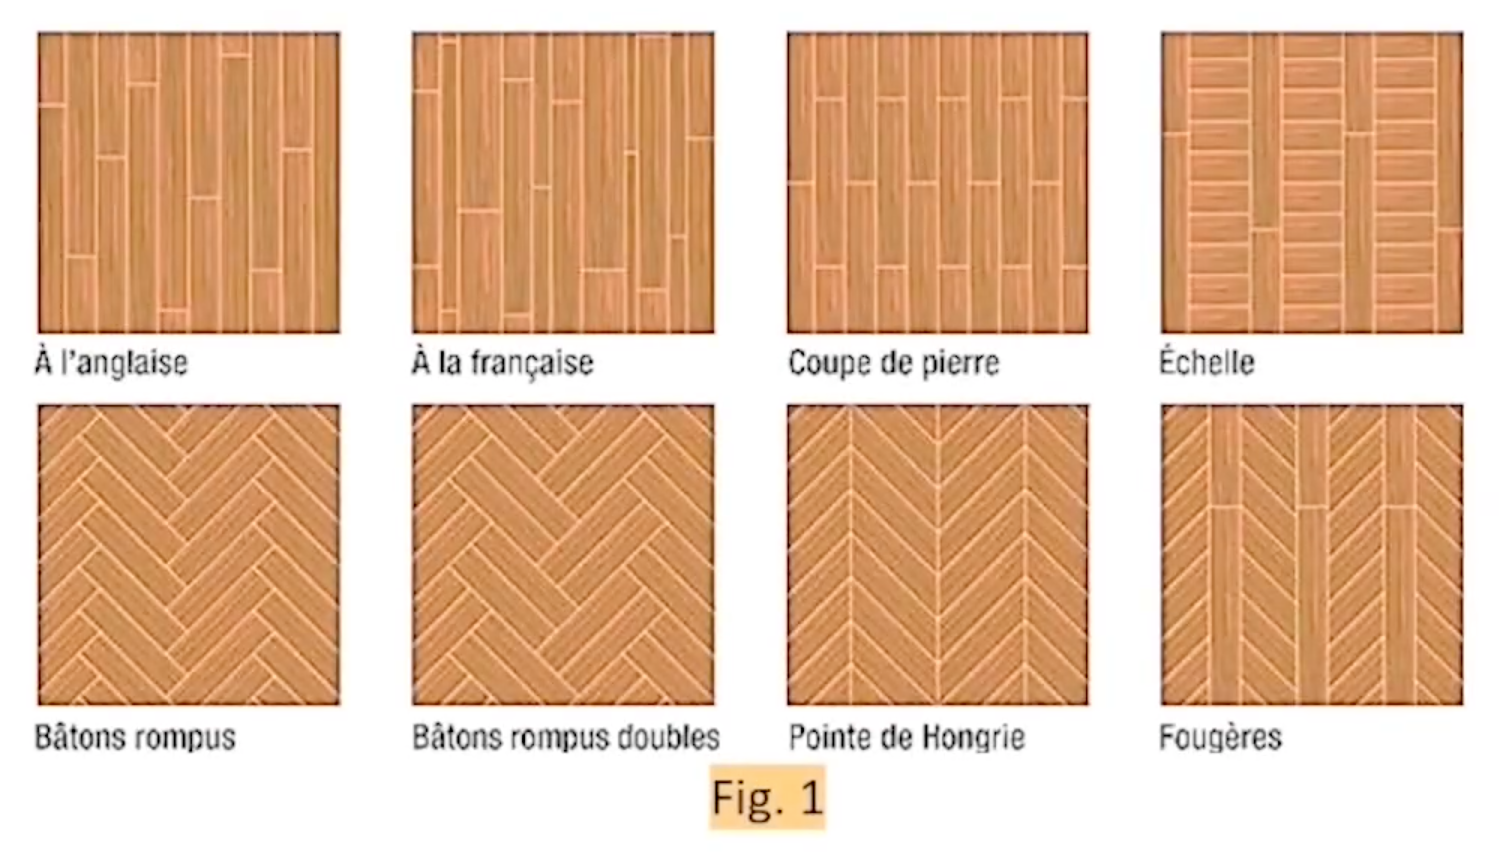 À l'anglaise
À la française
Coupe de pierre
Échelle
Bâtons rompus
Bâtons rompus doubles
Pointe de Hongrie
Fougères
Fig. 1